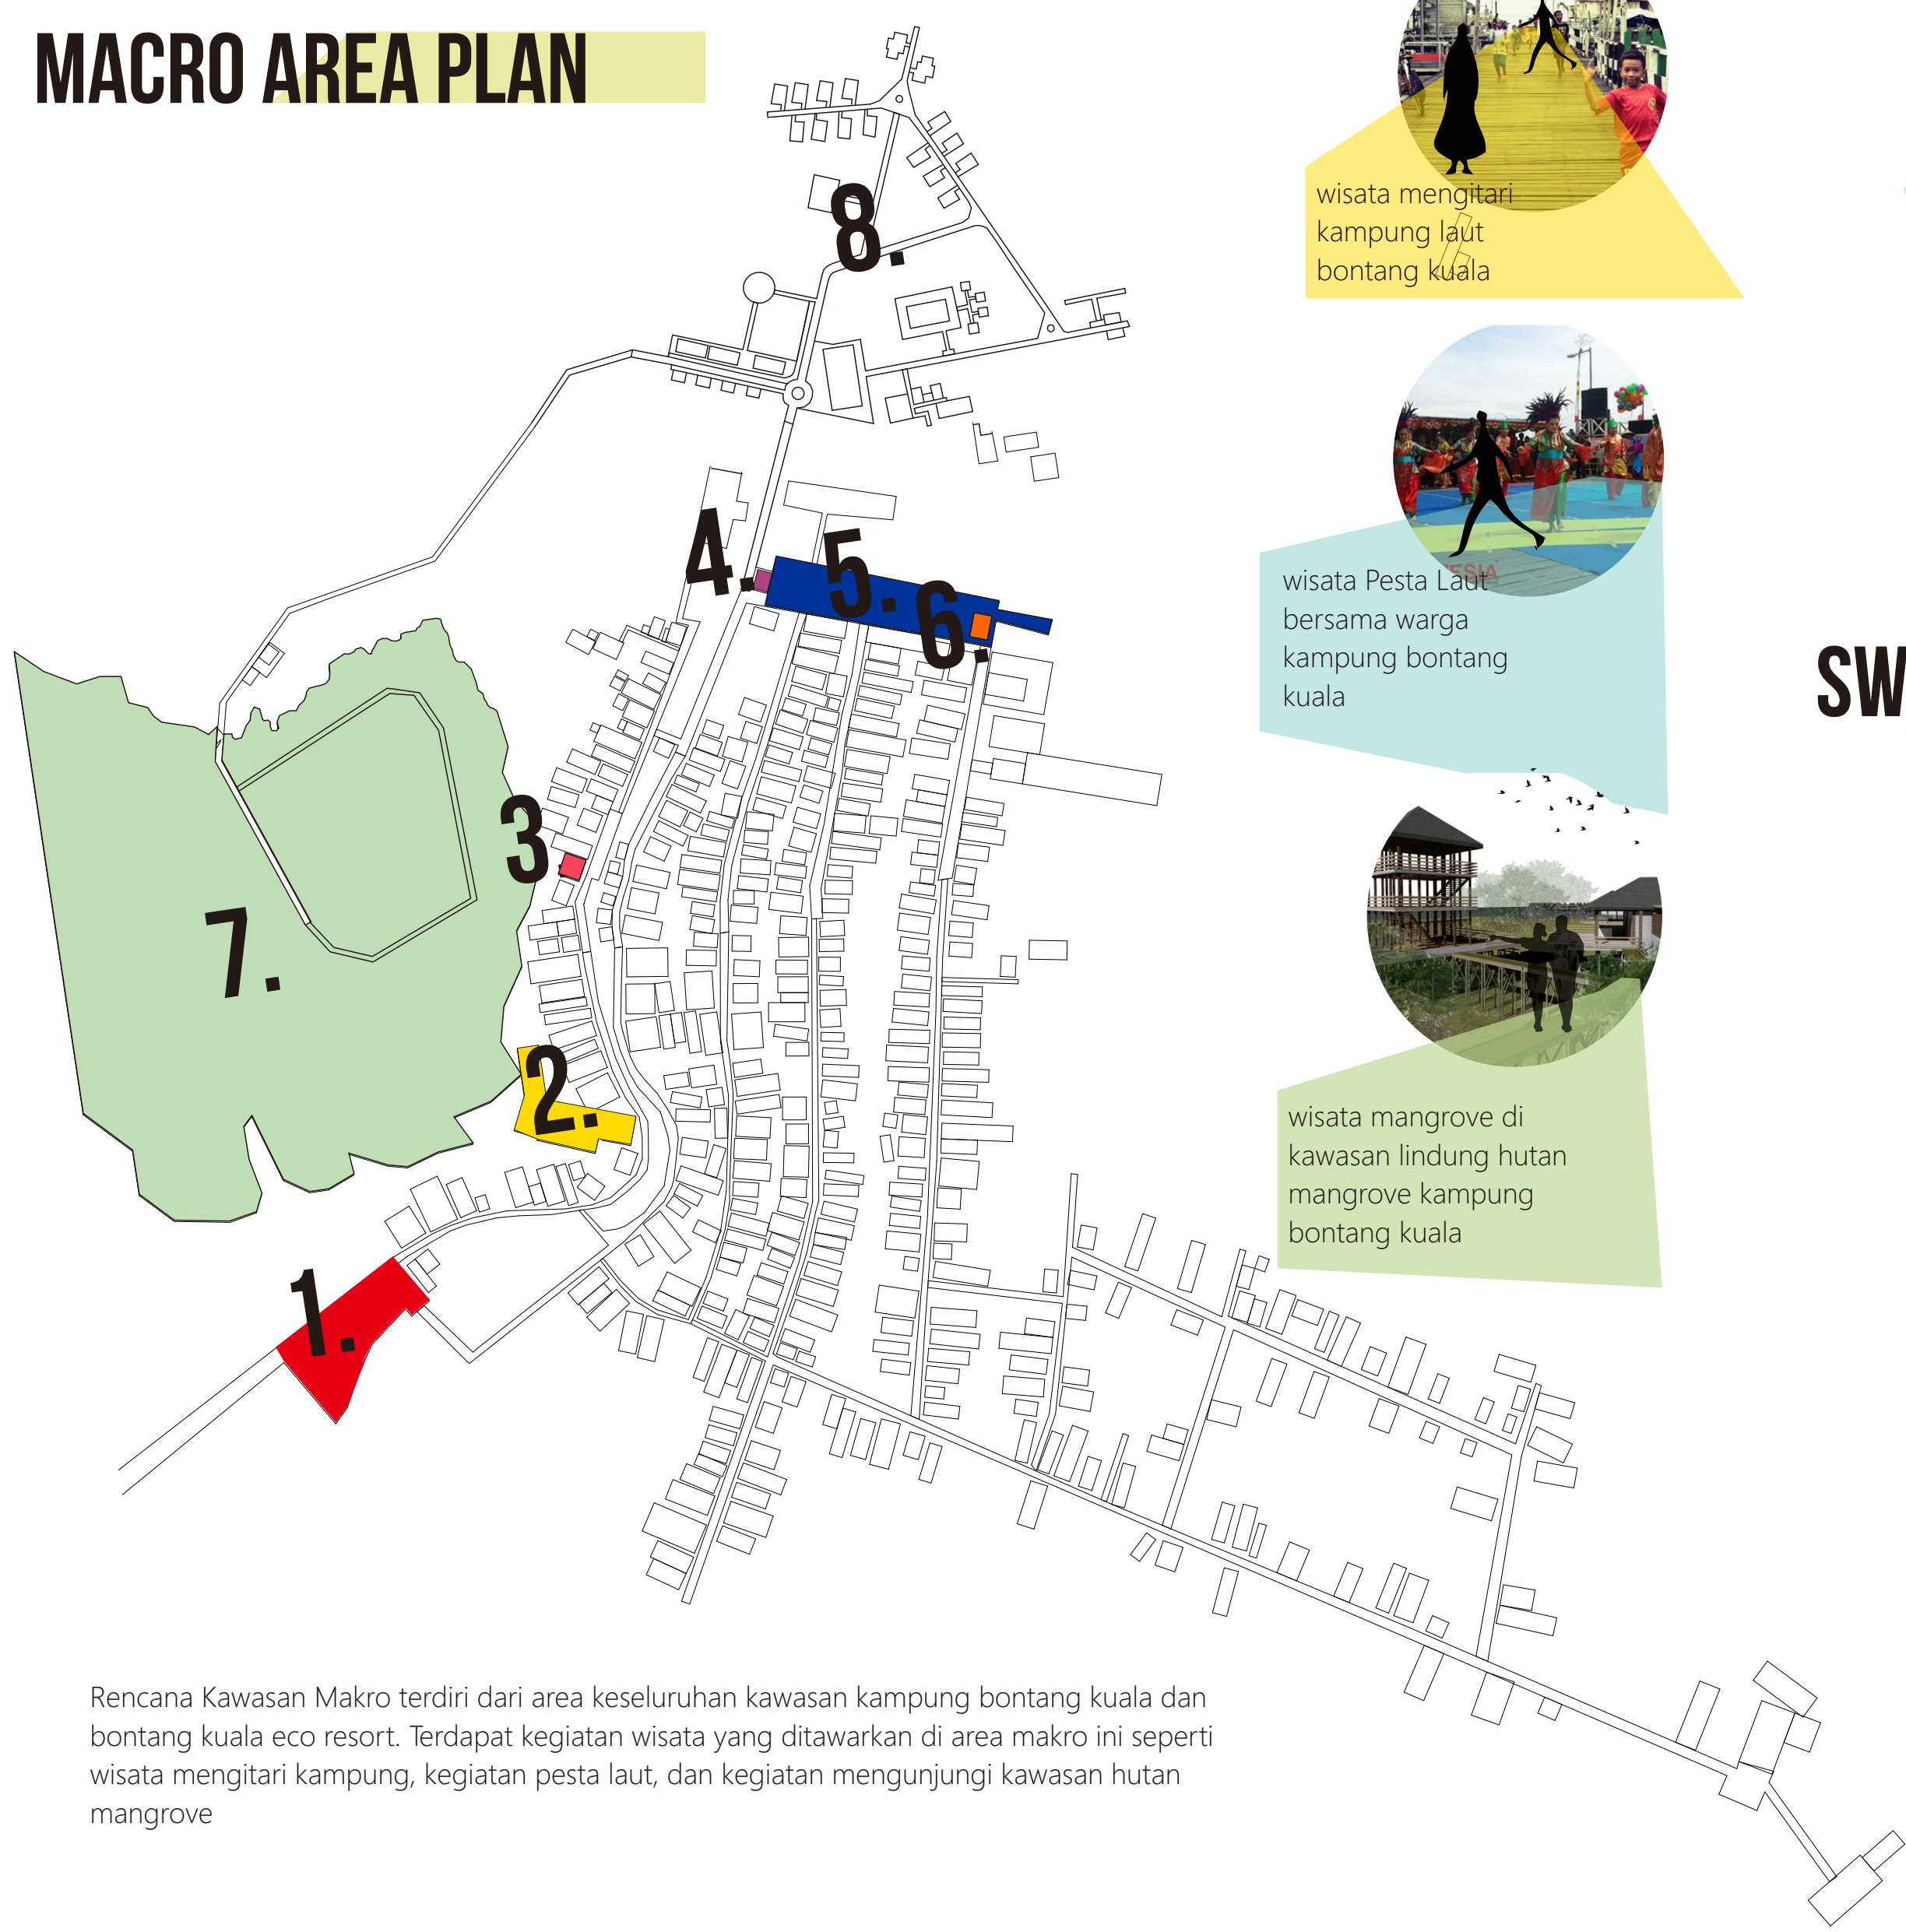 MACRO AREA PLAN
8.
4.
5.
6.
3
7.
2.
1.
wisata mengitari
kampung laut
bontang kuala
ESIA
wisata Pesta Laut
bersama warga
kampung bontang
kuala
SW
wisata mangrove di
kawasan lindung hutan
mangrove kampung
bontang kuala
Rencana Kawasan Makro terdiri dari area keseluruhan kawasan kampung bontang kuala dan
bontang kuala eco resort. Terdapat kegiatan wisata yang ditawarkan di area makro ini seperti
wisata mengitari kampung, kegiatan pesta laut, dan kegiatan mengunjungi kawasan hutan
mangrove